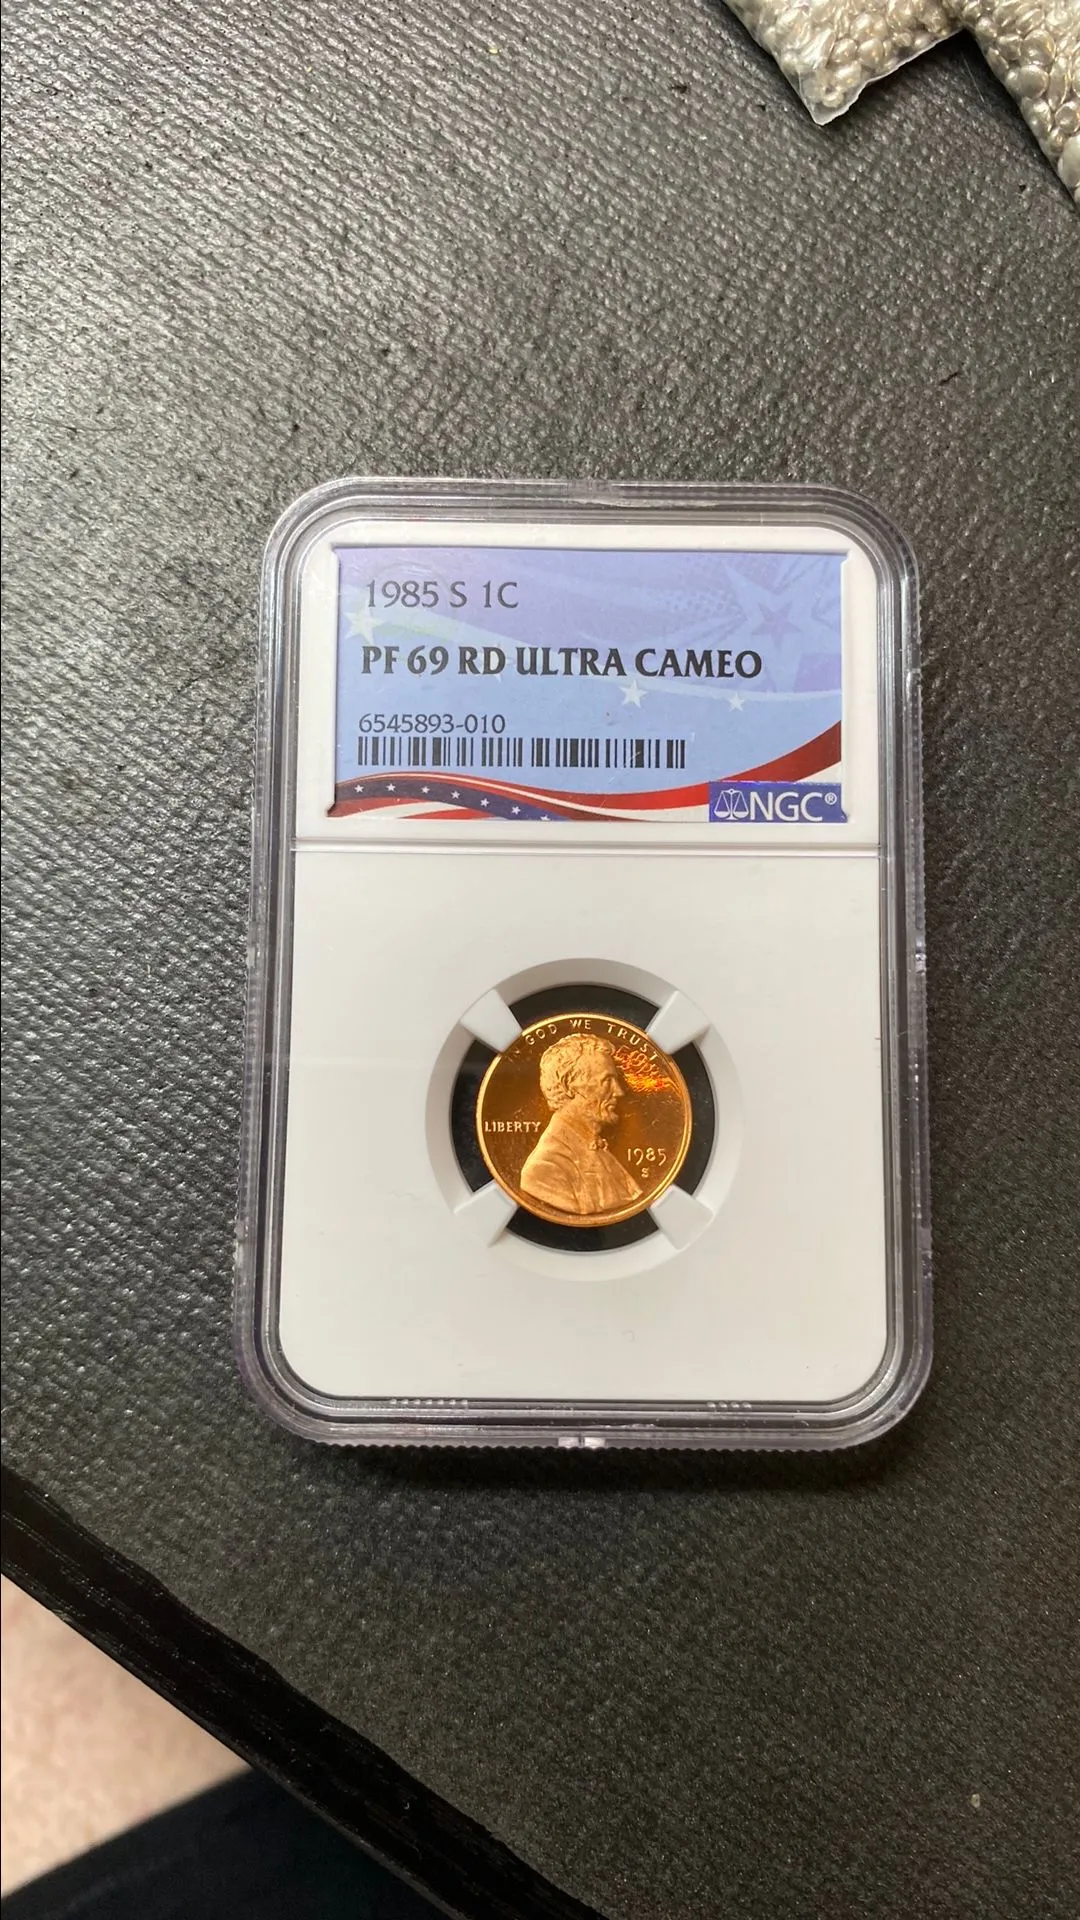 1985 S 1C
PF 69 RD ULTRA CAMEO
6545893-010
NGC®
IN GOD WE TRUST
LIBERTY
1985
S